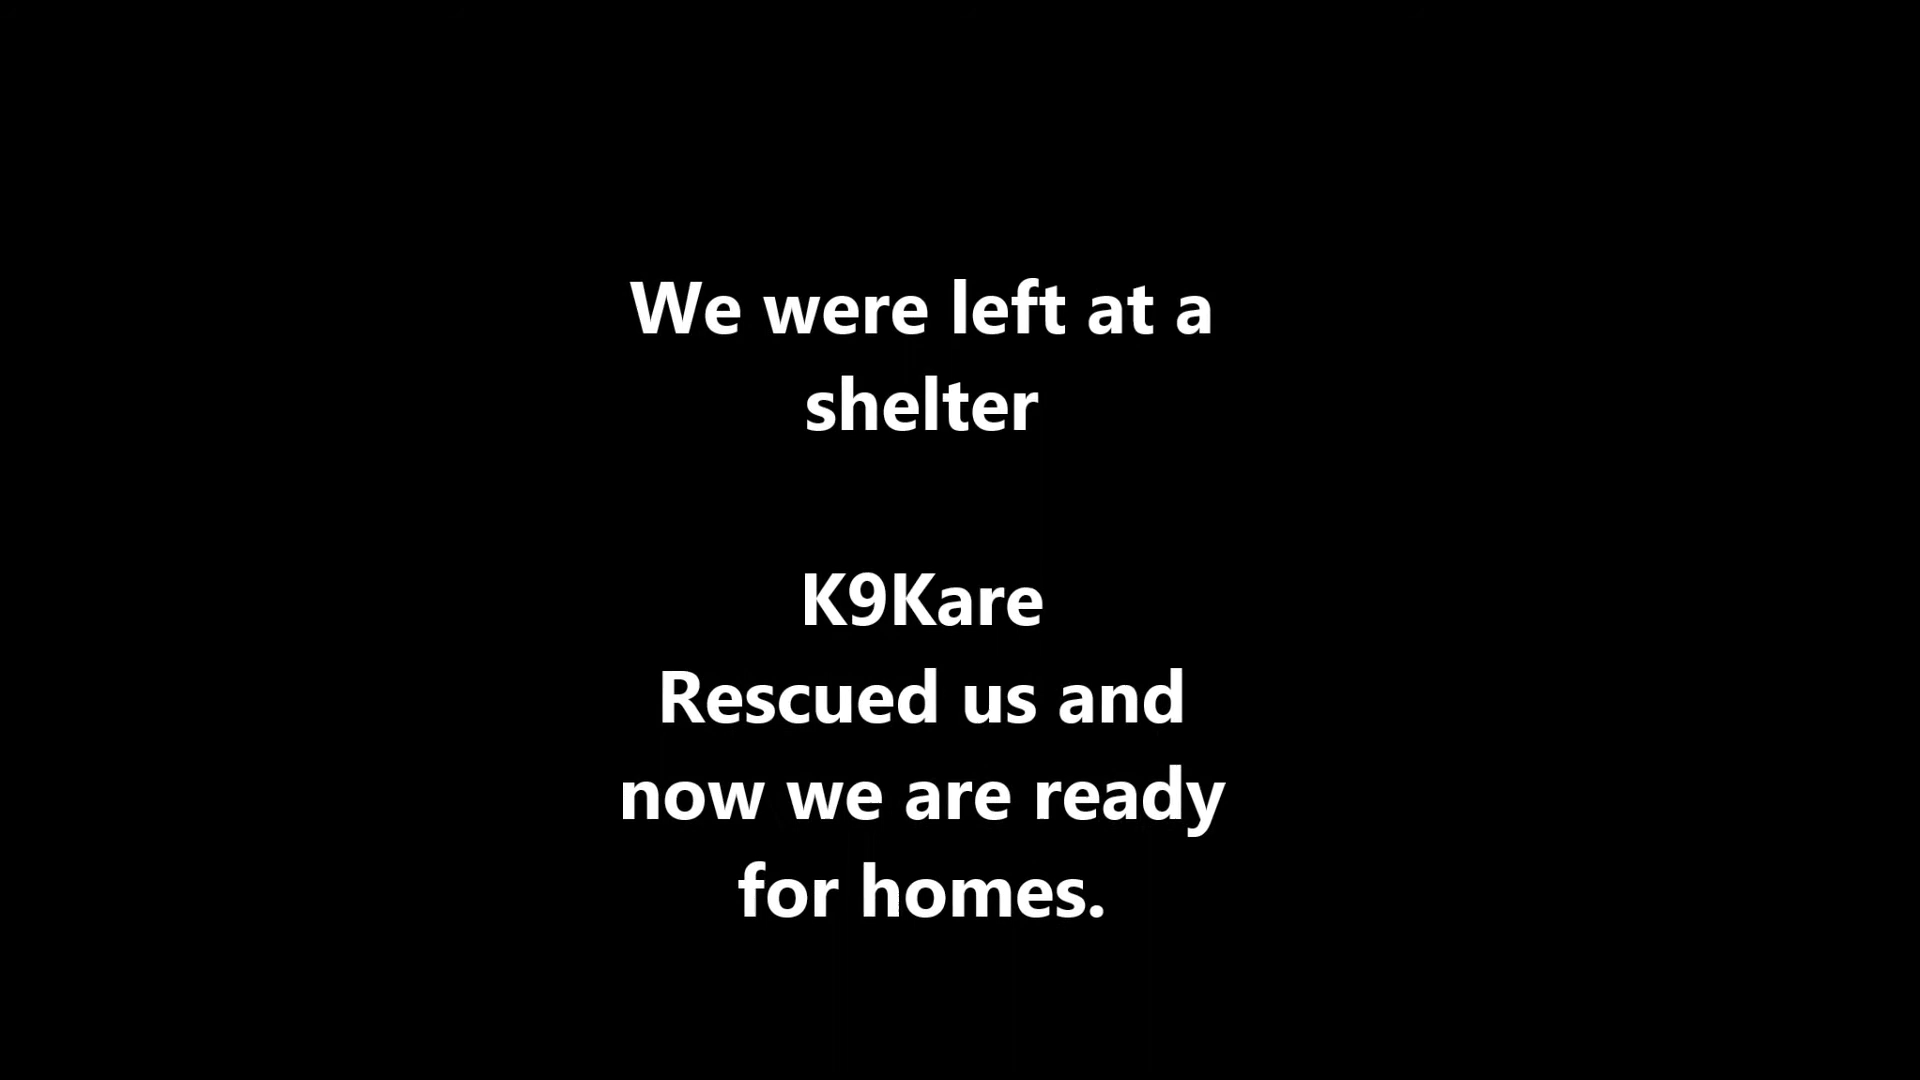 We were left at a
shelter
K9Kare
Rescued us and
now we are ready
for homes.